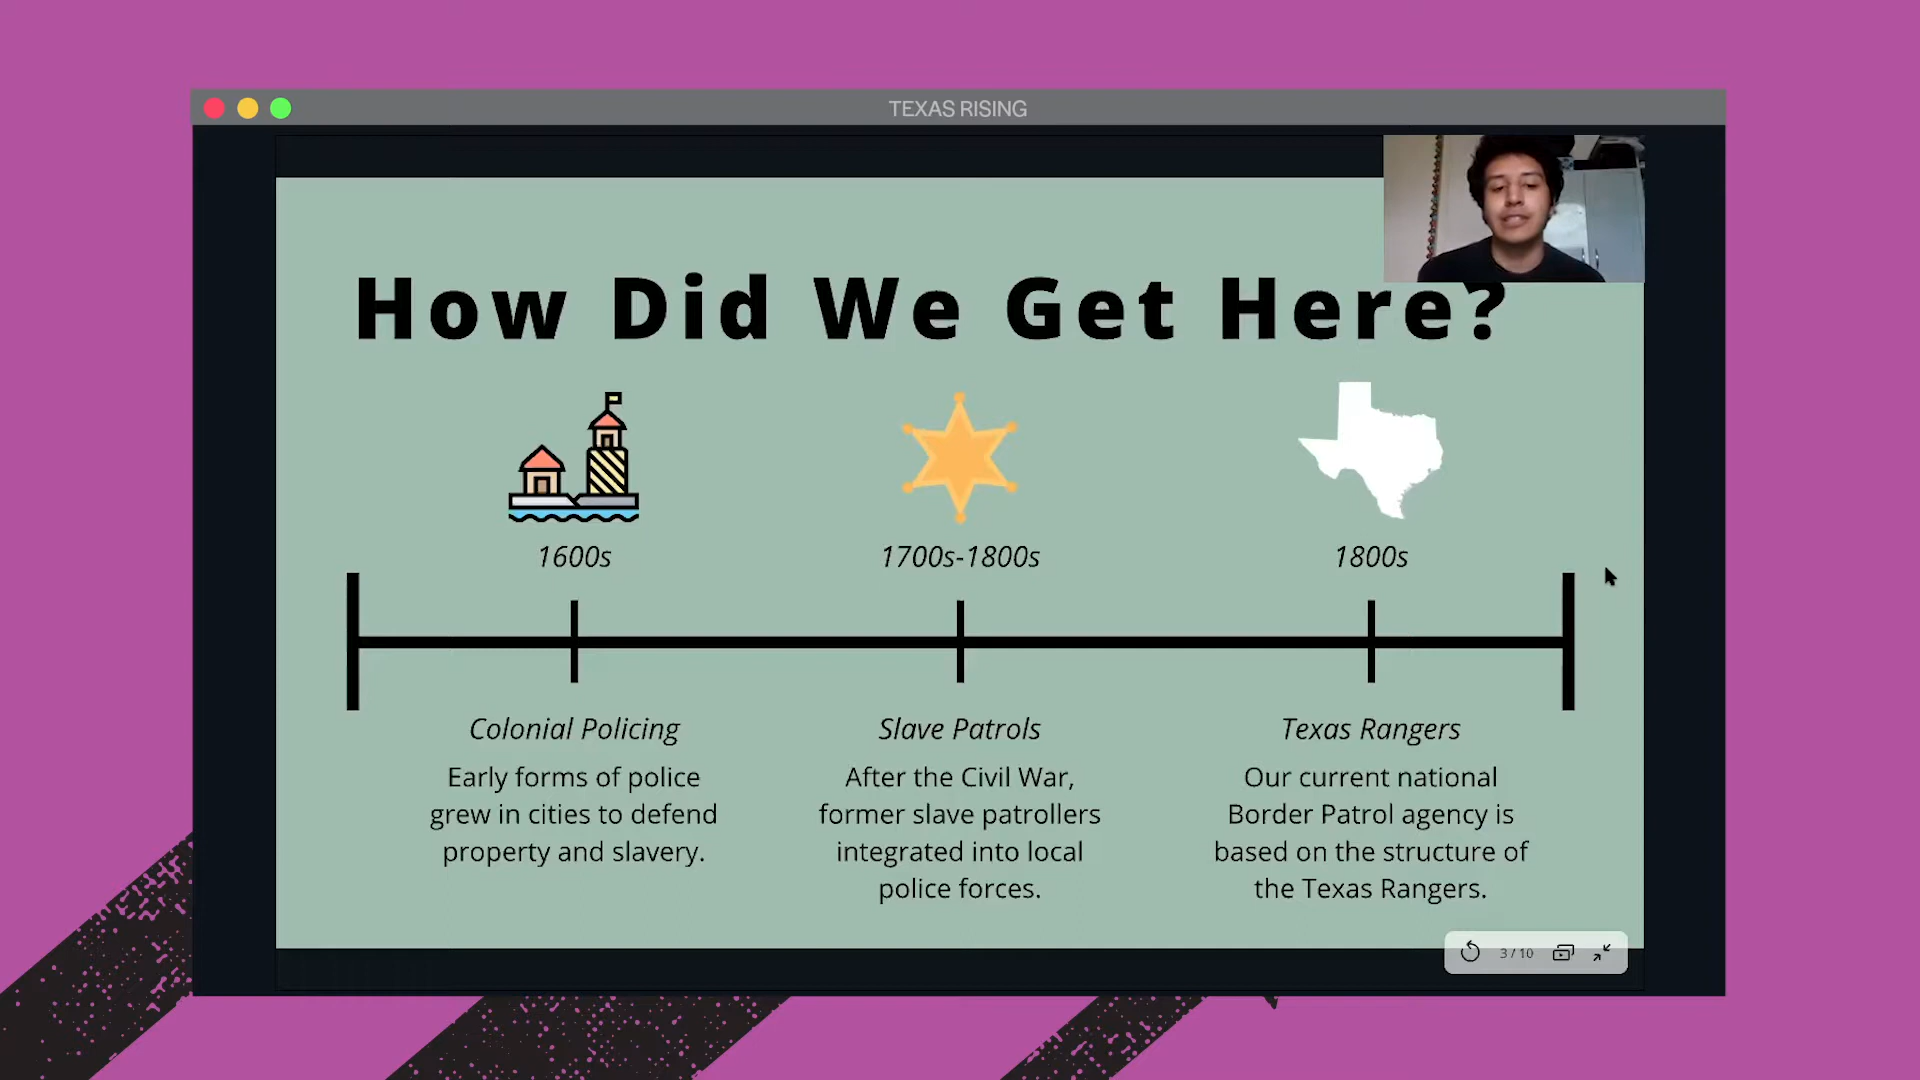 TEXAS RISING
How Did We Get Here?
1600s
1700s-1800s
1800s
Colonial Policing
Early forms of police
grew in cities to defend
property and slavery.
Slave Patrols
After the Civil War,
former slave patrollers
integrated into local
police forces.
Texas Rangers
Our current national
Border Patrol agency is
based on the structure of
the Texas Rangers.
3 / 10